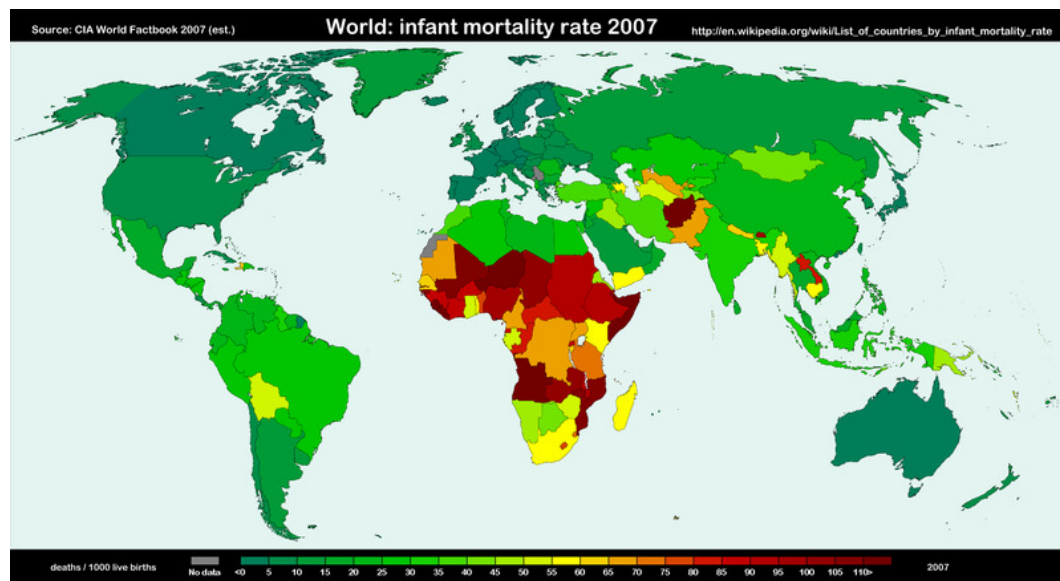 Source: CIA World Factbook 2007 (est.)
World: infant mortality rate 2007
http://en.wikipedia.org/wiki/List_of_countries_by_infant_mortality_rate
deaths / 1000 live births
No data
<0 5 10 15 20 25 30 35 40 45 50 55 60 65 70 75 80 85 90 95 100 105 110>
2007